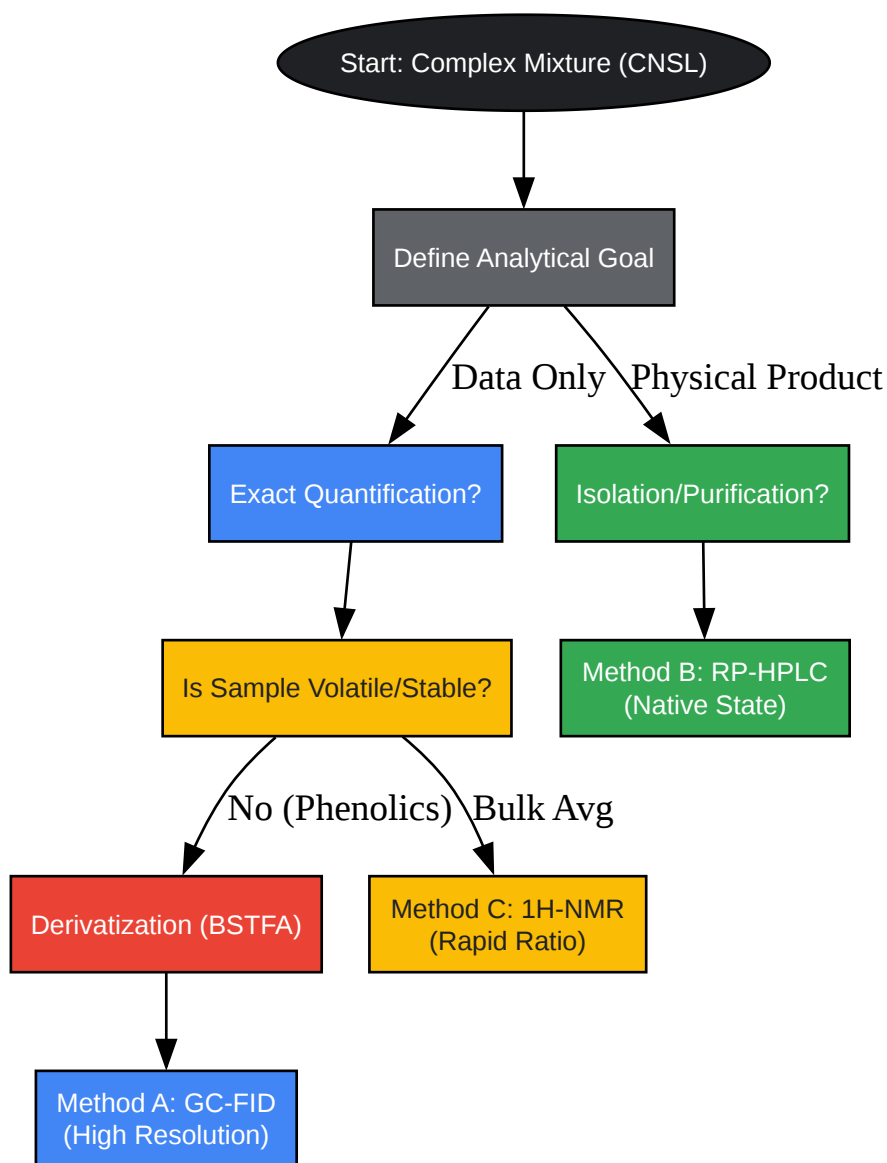 Start: Complex Mixture (CNSL)
Define Analytical Goal
Data Only
Physical Product
Exact Quantification?
Isolation/Purification?
Is Sample Volatile/Stable?
Method B: RP-HPLC
(Native State)
No (Phenolics)
Bulk Avg
Derivatization (BSTFA)
Method C: 1H-NMR
(Rapid Ratio)
Method A: GC-FID
(High Resolution)